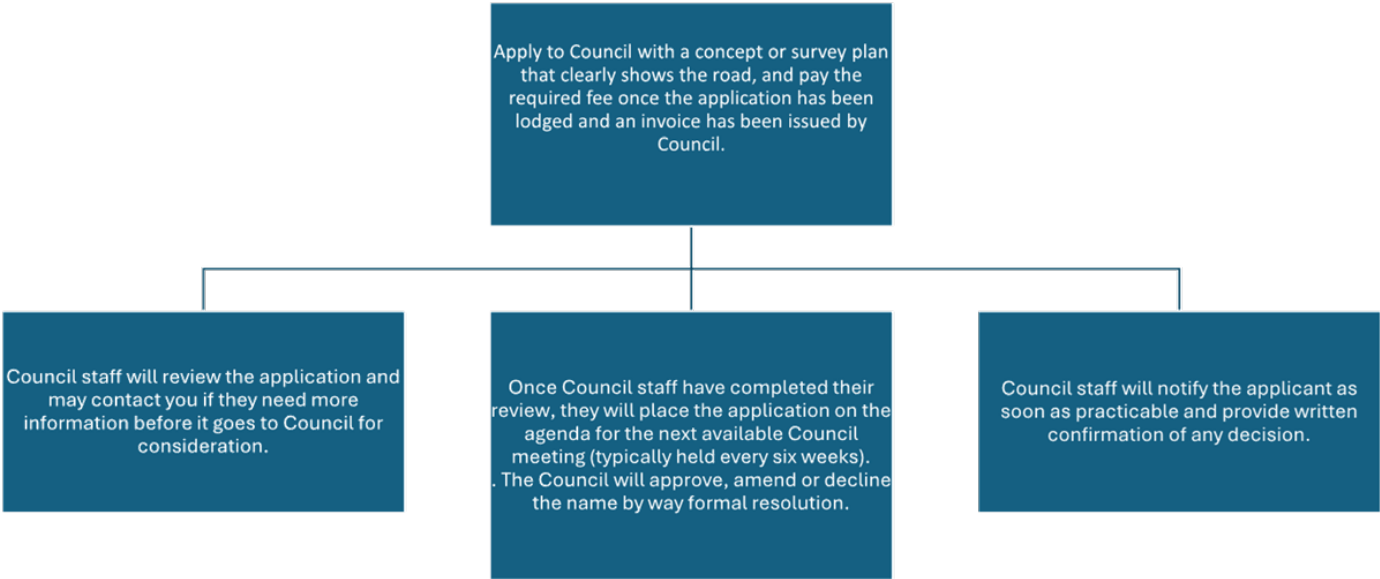 Apply to Council with a concept or survey plan
that clearly shows the road, and pay the
required fee once the application has been
lodged and an invoice has been issued by
Council.
Council staff will review the application and
may contact you if they need more
information before it goes to Council for
consideration.
Once Council staff have completed their
review, they will place the application on the
agenda for the next available Council
meeting (typically held every six weeks).
. The Council will approve, amend or decline
the name by way formal resolution.
Council staff will notify the applicant as
soon as practicable and provide written
confirmation of any decision.